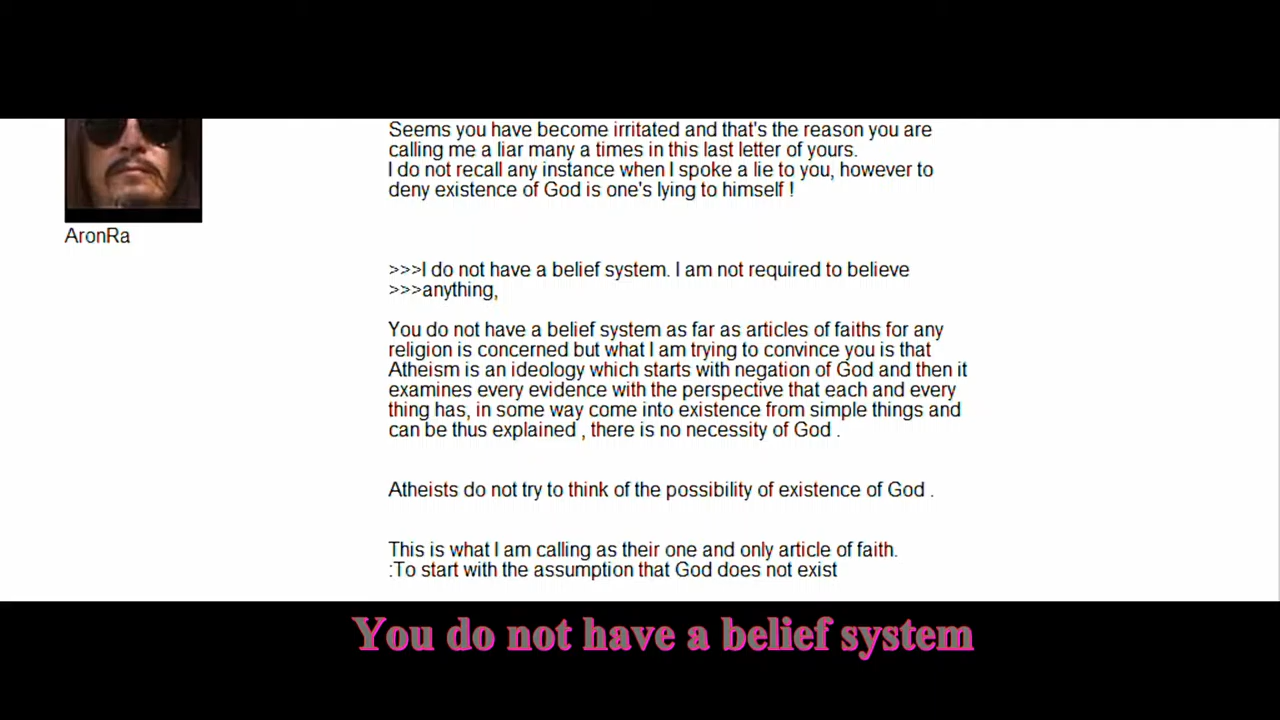 Seems you have become irritated and that's the reason you are
calling me a liar many a times in this last letter of yours.
I do not recall any instance when I spoke a lie to you, however to
deny existence of God is one's lying to himself !
AronRa
>>>I do not have a belief system. I am not required to believe
>>>anything,
You do not have a belief system as far as articles of faiths for any
religion is concerned but what I am trying to convince you is that
Atheism is an ideology which starts with negation of God and then it
examines every evidence with the perspective that each and every
thing has, in some way come into existence from simple things and
can be thus explained , there is no necessity of God .
Atheists do not try to think of the possibility of existence of God .
This is what I am calling as their one and only article of faith.
:To start with the assumption that God does not exist
You do not have a belief system